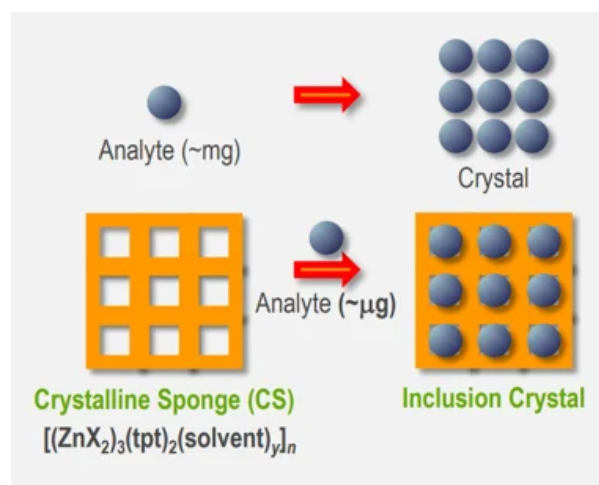 Analyte (~mg)
Crystal
Analyte (~μg)
Crystalline Sponge (CS)
Inclusion Crystal
[(ZnX₂)₃(tpt)₂(solvent)ᵧ]ₙ